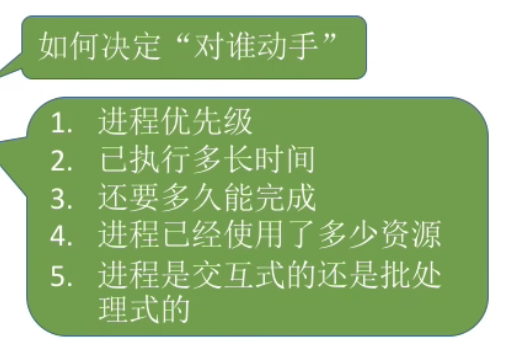 如何决定“对谁动手”
1. 进程优先级
2. 已执行多长时间
3. 还要多久能完成
4. 进程已经使用了多少资源
5. 进程是交互式的还是批处
理式的